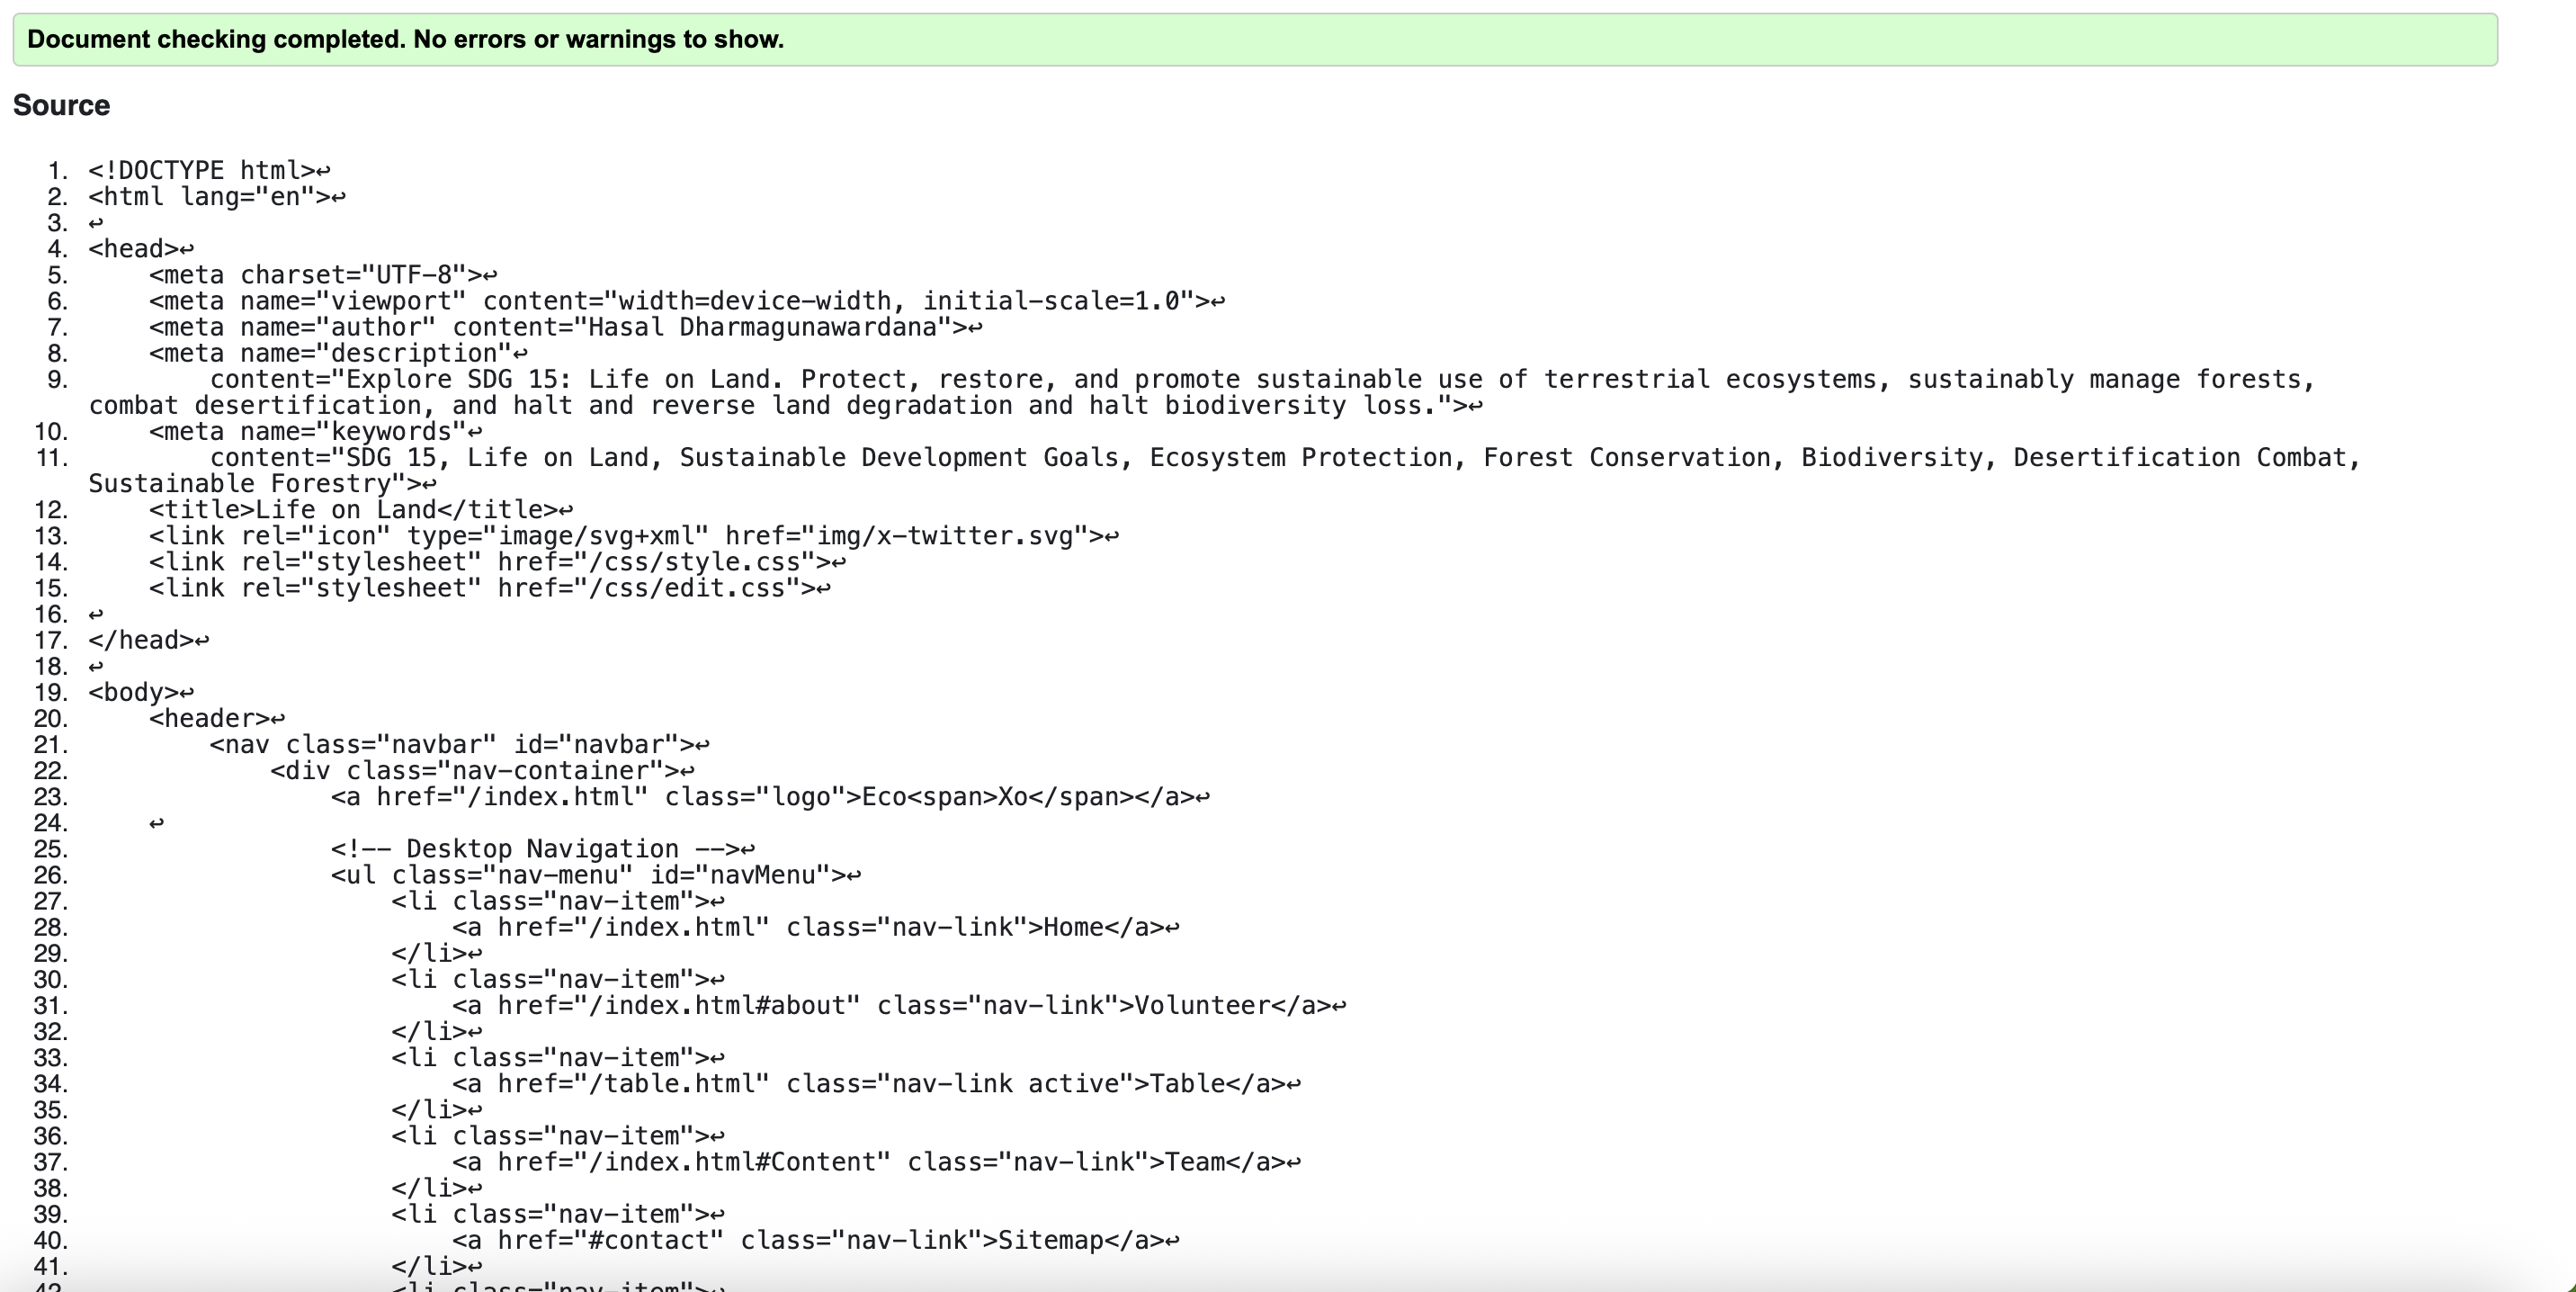 Document checking completed. No errors or warnings to show.
Source
1. <!DOCTYPE html>↩
2. <html lang="en">↩
3. ↩
4. <head>↩
5.     <meta charset="UTF-8">↩
6.     <meta name="viewport" content="width=device-width, initial-scale=1.0">↩
7.     <meta name="author" content="Hasal Dharmagunawardana">↩
8.     <meta name="description"↩
9.         content="Explore SDG 15: Life on Land. Protect, restore, and promote sustainable use of terrestrial ecosystems, sustainably manage forests,
combat desertification, and halt and reverse land degradation and halt biodiversity loss.">↩
10.     <meta name="keywords"↩
11.         content="SDG 15, Life on Land, Sustainable Development Goals, Ecosystem Protection, Forest Conservation, Biodiversity, Desertification Combat,
Sustainable Forestry">↩
12.     <title>Life on Land</title>↩
13.     <link rel="icon" type="image/svg+xml" href="img/x-twitter.svg">↩
14.     <link rel="stylesheet" href="/css/style.css">↩
15.     <link rel="stylesheet" href="/css/edit.css">↩
16. ↩
17. </head>↩
18. ↩
19. <body>↩
20.     <header>↩
21.         <nav class="navbar" id="navbar">↩
22.             <div class="nav-container">↩
23.                 <a href="/index.html" class="logo">Eco<span>Xo</span></a>↩
24.     ↩
25.                 <!-- Desktop Navigation -->↩
26.                 <ul class="nav-menu" id="navMenu">↩
27.                     <li class="nav-item">↩
28.                         <a href="/index.html" class="nav-link">Home</a>↩
29.                     </li>↩
30.                     <li class="nav-item">↩
31.                         <a href="/index.html#about" class="nav-link">Volunteer</a>↩
32.                     </li>↩
33.                     <li class="nav-item">↩
34.                         <a href="/table.html" class="nav-link active">Table</a>↩
35.                     </li>↩
36.                     <li class="nav-item">↩
37.                         <a href="/index.html#Content" class="nav-link">Team</a>↩
38.                     </li>↩
39.                     <li class="nav-item">↩
40.                         <a href="#contact" class="nav-link">Sitemap</a>↩
41.                     </li>↩
42.                     <li class="nav-item">↩